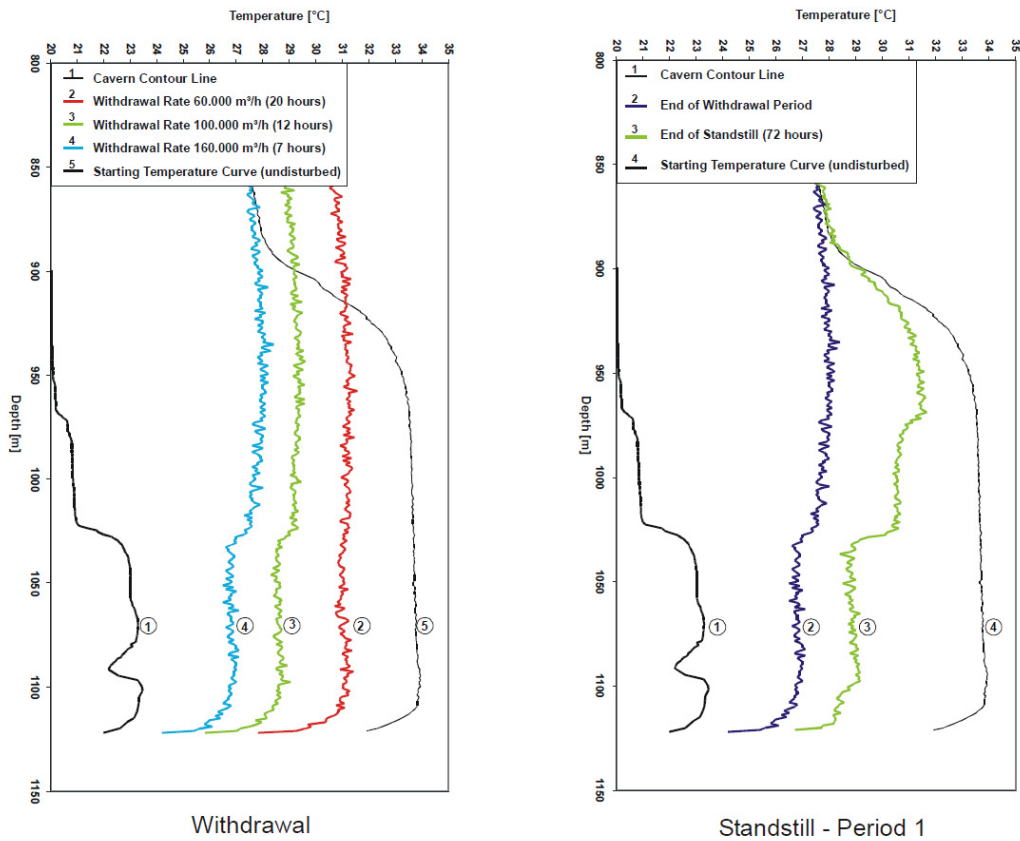 Temperature [°C]
20 21 22 23 24 25 26 27 28 29 30 31 32 33 34 35
800
850
900
950
1000
1050
1100
1150
Depth [m]
1 Cavern Contour Line
2 Withdrawal Rate 60.000 m³/h (20 hours)
3 Withdrawal Rate 100.000 m³/h (12 hours)
4 Withdrawal Rate 160.000 m³/h (7 hours)
5 Starting Temperature Curve (undisturbed)
1 4 3 2 5
Withdrawal
Temperature [°C]
20 21 22 23 24 25 26 27 28 29 30 31 32 33 34 35
800
850
900
950
1000
1050
1100
1150
Depth [m]
1 Cavern Contour Line
2 End of Withdrawal Period
3 End of Standstill (72 hours)
4 Starting Temperature Curve (undisturbed)
1 2 3 4
Standstill - Period 1